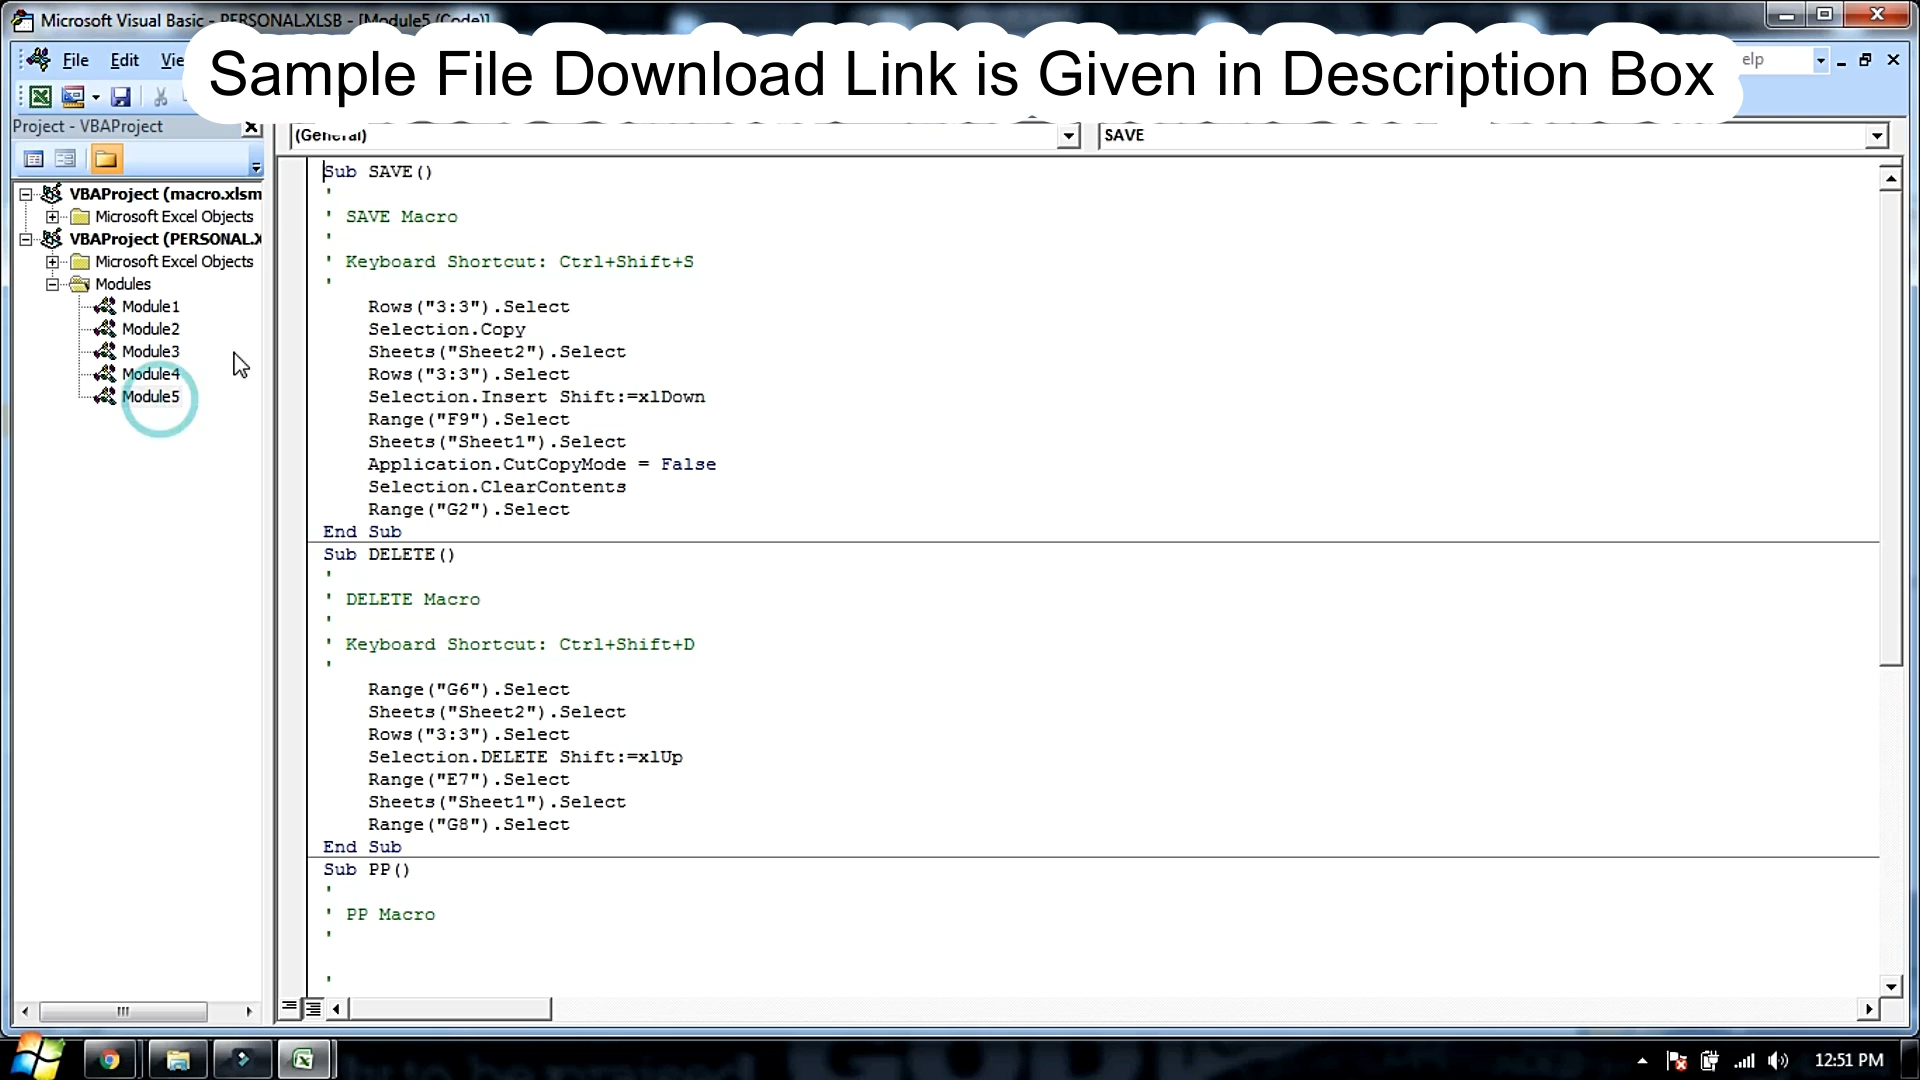 Microsoft Visual Basic - PERSONAL.XLSB - [Module5 (Code)]
Sample File Download Link is Given in Description Box
File Edit
Project - VBAProject
(General)
SAVE
VBAProject (macro.xlsm
Microsoft Excel Objects
VBAProject (PERSONAL.X
Microsoft Excel Objects
Modules
Module1
Module2
Module3
Module4
Module5
Sub SAVE()
'
' SAVE Macro
'
' Keyboard Shortcut: Ctrl+Shift+S
'
Rows("3:3").Select
Selection.Copy
Sheets("Sheet2").Select
Rows("3:3").Select
Selection.Insert Shift:=xlDown
Range("F9").Select
Sheets("Sheet1").Select
Application.CutCopyMode = False
Selection.ClearContents
Range("G2").Select
End Sub
Sub DELETE()
'
' DELETE Macro
'
' Keyboard Shortcut: Ctrl+Shift+D
'
Range("G6").Select
Sheets("Sheet2").Select
Rows("3:3").Select
Selection.DELETE Shift:=xlUp
Range("E7").Select
Sheets("Sheet1").Select
Range("G8").Select
End Sub
Sub PP()
'
' PP Macro
'
'
12:51 PM